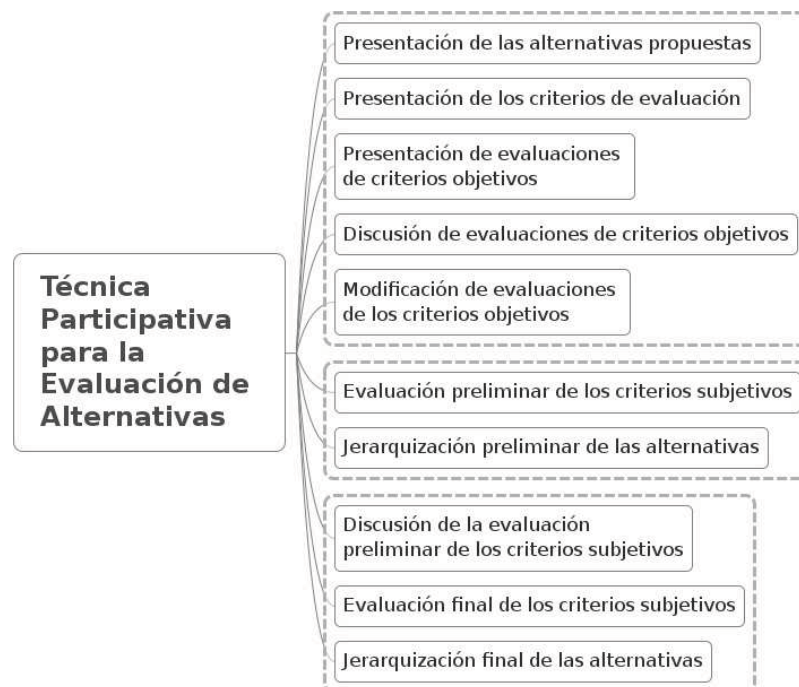 Técnica
Participativa
para la
Evaluación de
Alternativas
Presentación de las alternativas propuestas
Presentación de los criterios de evaluación
Presentación de evaluaciones
de criterios objetivos
Discusión de evaluaciones de criterios objetivos
Modificación de evaluaciones
de los criterios objetivos
Evaluación preliminar de los criterios subjetivos
Jerarquización preliminar de las alternativas
Discusión de la evaluación
preliminar de los criterios subjetivos
Evaluación final de los criterios subjetivos
Jerarquización final de las alternativas